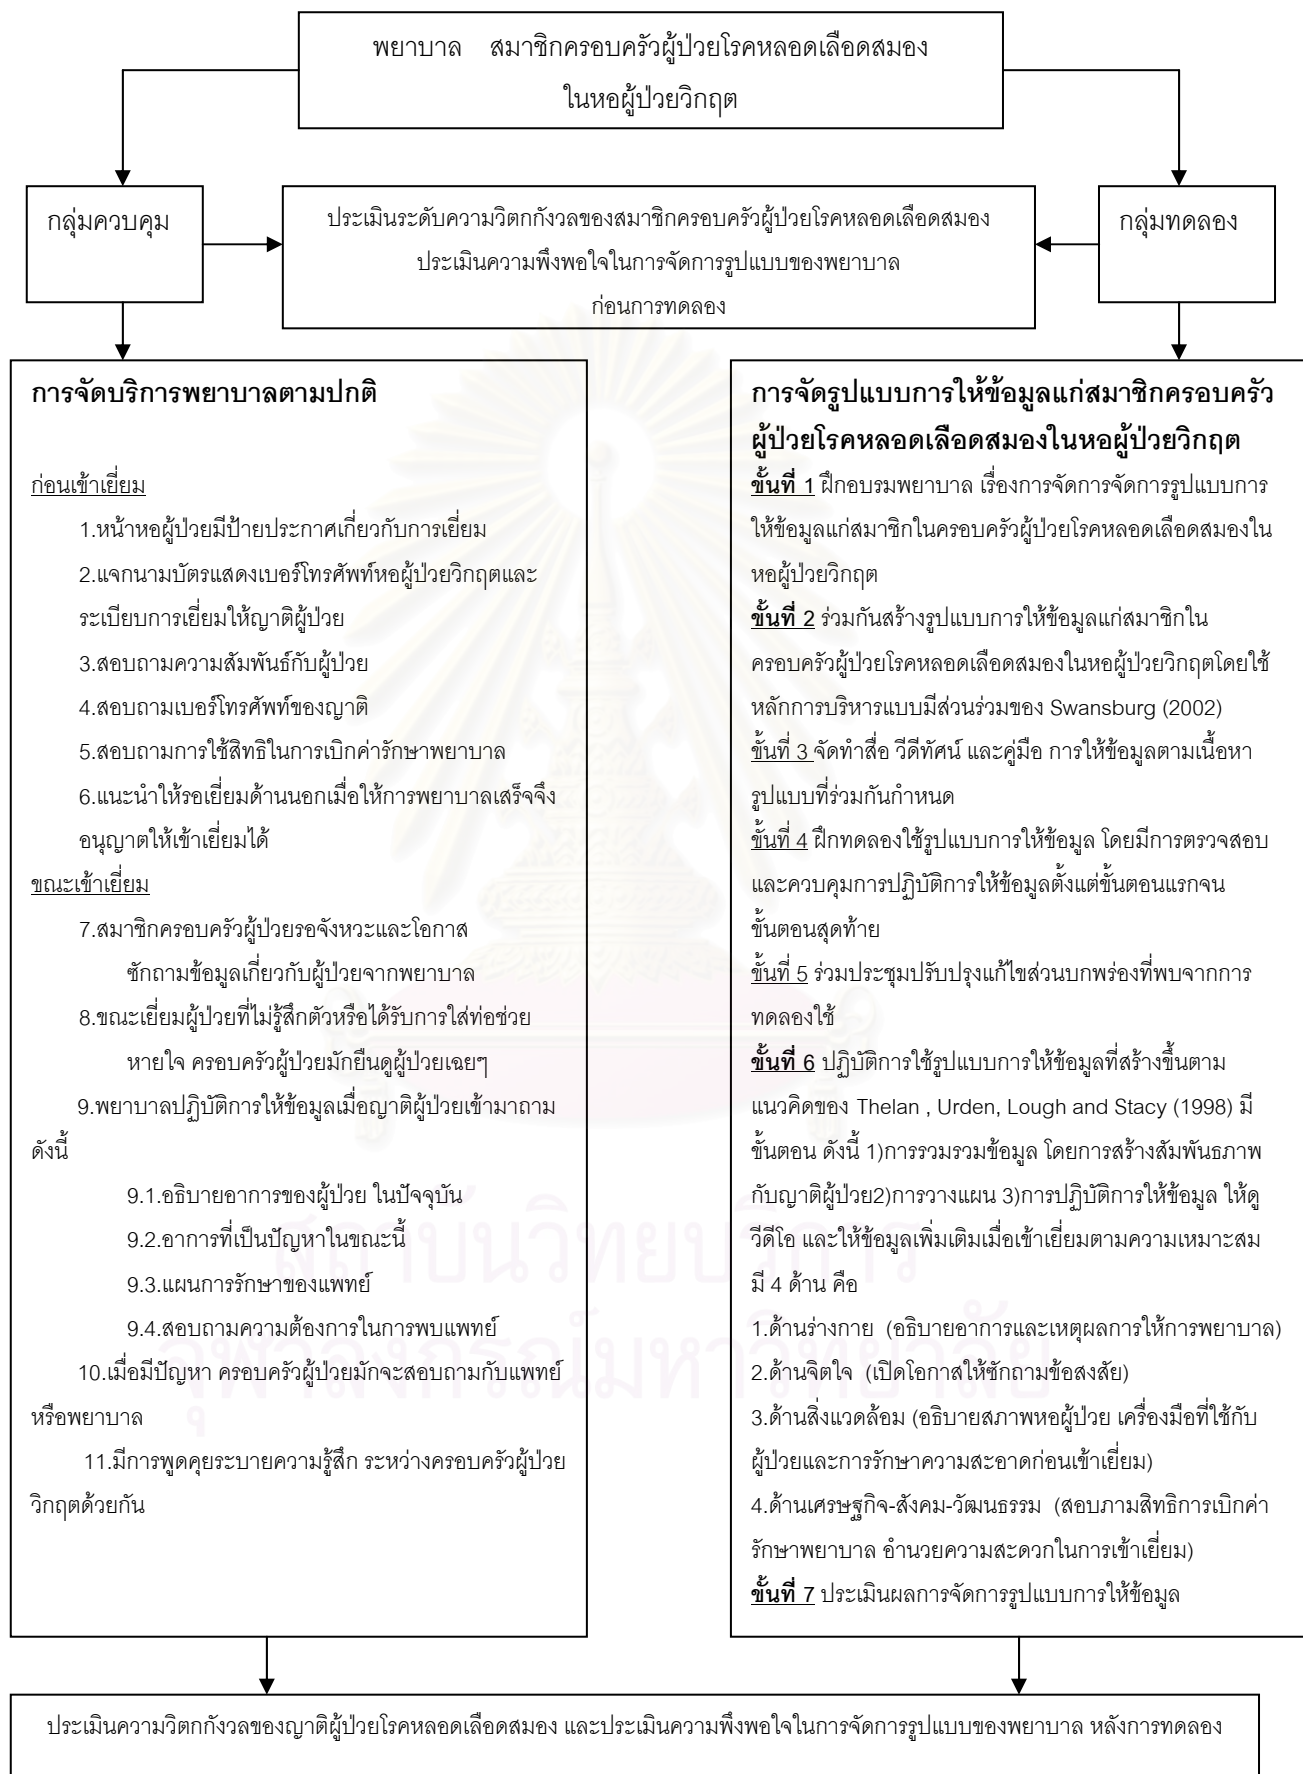 พยาบาล สมาชิกครอบครัวผู้ป่วยโรคหลอดเลือดสมอง
ในหอผู้ป่วยวิกฤต
กลุ่มควบคุม
ประเมินระดับความวิตกกังวลของสมาชิกครอบครัวผู้ป่วยโรคหลอดเลือดสมอง
ประเมินความพึงพอใจในการจัดการรูปแบบของพยาบาล
ก่อนการทดลอง
กลุ่มทดลอง
การจัดบริการพยาบาลตามปกติ
ก่อนเข้าเยี่ยม
1.หน้าหอผู้ป่วยมีป้ายประกาศเกี่ยวกับการเยี่ยม
2.แจกนามบัตรแสดงเบอร์โทรศัพท์หอผู้ป่วยวิกฤตและ
ระเบียบการเยี่ยมให้ญาติผู้ป่วย
3.สอบถามความสัมพันธ์กับผู้ป่วย
4.สอบถามเบอร์โทรศัพท์ของญาติ
5.สอบถามการใช้สิทธิในการเบิกค่ารักษาพยาบาล
6.แนะนำให้รอเยี่ยมด้านนอกเมื่อให้การพยาบาลเสร็จจึง
อนุญาตให้เข้าเยี่ยมได้
ขณะเข้าเยี่ยม
7.สมาชิกครอบครัวผู้ป่วยรอจังหวะและโอกาส
ซักถามข้อมูลเกี่ยวกับผู้ป่วยจากพยาบาล
8.ขณะเยี่ยมผู้ป่วยที่ไม่รู้สึกตัวหรือได้รับการใส่ท่อช่วย
หายใจ ครอบครัวผู้ป่วยมักยืนดูผู้ป่วยเฉยๆ
9.พยาบาลปฏิบัติการให้ข้อมูลเมื่อญาติผู้ป่วยเข้ามาถาม
ดังนี้
9.1.อธิบายอาการของผู้ป่วย ในปัจจุบัน
9.2.อาการที่เป็นปัญหาในขณะนี้
9.3.แผนการรักษาของแพทย์
9.4.สอบถามความต้องการในการพบแพทย์
10.เมื่อมีปัญหา ครอบครัวผู้ป่วยมักจะสอบถามกับแพทย์
หรือพยาบาล
11.มีการพูดคุยระบายความรู้สึก ระหว่างครอบครัวผู้ป่วย
วิกฤตด้วยกัน
การจัดรูปแบบการให้ข้อมูลแก่สมาชิกครอบครัว
ผู้ป่วยโรคหลอดเลือดสมองในหอผู้ป่วยวิกฤต
ขั้นที่ 1 ฝึกอบรมพยาบาล เรื่องการจัดการจัดการรูปแบบการ
ให้ข้อมูลแก่สมาชิกในครอบครัวผู้ป่วยโรคหลอดเลือดสมองใน
หอผู้ป่วยวิกฤต
ขั้นที่ 2 ร่วมกันสร้างรูปแบบการให้ข้อมูลแก่สมาชิกใน
ครอบครัวผู้ป่วยโรคหลอดเลือดสมองในหอผู้ป่วยวิกฤตโดยใช้
หลักการบริหารแบบมีส่วนร่วมของ Swansburg (2002)
ขั้นที่ 3 จัดทำสื่อ วีดีทัศน์ และคู่มือ การให้ข้อมูลตามเนื้อหา
รูปแบบที่ร่วมกันกำหนด
ขั้นที่ 4 ฝึกทดลองใช้รูปแบบการให้ข้อมูล โดยมีการตรวจสอบ
และควบคุมการปฏิบัติการให้ข้อมูลตั้งแต่ขั้นตอนแรกจน
ขั้นตอนสุดท้าย
ขั้นที่ 5 ร่วมประชุมปรับปรุงแก้ไขส่วนบกพร่องที่พบจากการ
ทดลองใช้
ขั้นที่ 6 ปฏิบัติการใช้รูปแบบการให้ข้อมูลที่สร้างขึ้นตาม
แนวคิดของ Thelan , Urden, Lough and Stacy (1998) มี
ขั้นตอน ดังนี้ 1)การรวมรวมข้อมูล โดยการสร้างสัมพันธภาพ
กับญาติผู้ป่วย2)การวางแผน 3)การปฏิบัติการให้ข้อมูล ให้ดู
วีดีโอ และให้ข้อมูลเพิ่มเติมเมื่อเข้าเยี่ยมตามความเหมาะสม
มี 4 ด้าน คือ
1.ด้านร่างกาย (อธิบายอาการและเหตุผลการให้การพยาบาล)
2.ด้านจิตใจ (เปิดโอกาสให้ซักถามข้อสงสัย)
3.ด้านสิ่งแวดล้อม (อธิบายสภาพหอผู้ป่วย เครื่องมือที่ใช้กับ
ผู้ป่วยและการรักษาความสะอาดก่อนเข้าเยี่ยม)
4.ด้านเศรษฐกิจ-สังคม-วัฒนธรรม (สอบภามสิทธิการเบิกค่า
รักษาพยาบาล อำนวยความสะดวกในการเข้าเยี่ยม)
ขั้นที่ 7 ประเมินผลการจัดการรูปแบบการให้ข้อมูล
สถาบันวิทยบริการ
จุฬาลงกรณ์มหาวิทยาลัย
ประเมินความวิตกกังวลของญาติผู้ป่วยโรคหลอดเลือดสมอง และประเมินความพึงพอใจในการจัดการรูปแบบของพยาบาล หลังการทดลอง